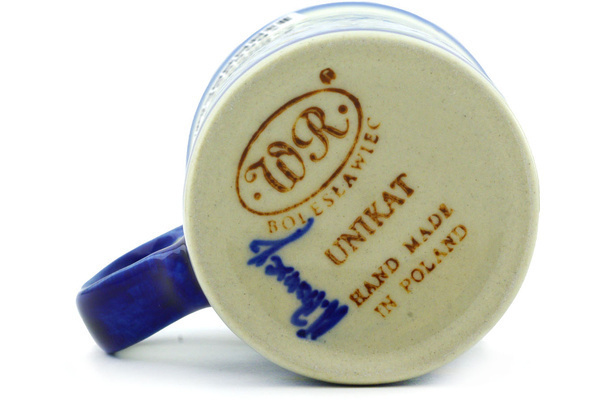 ®
WR
BOLESŁAWIEC
UNIKAT
HAND MADE
IN POLAND